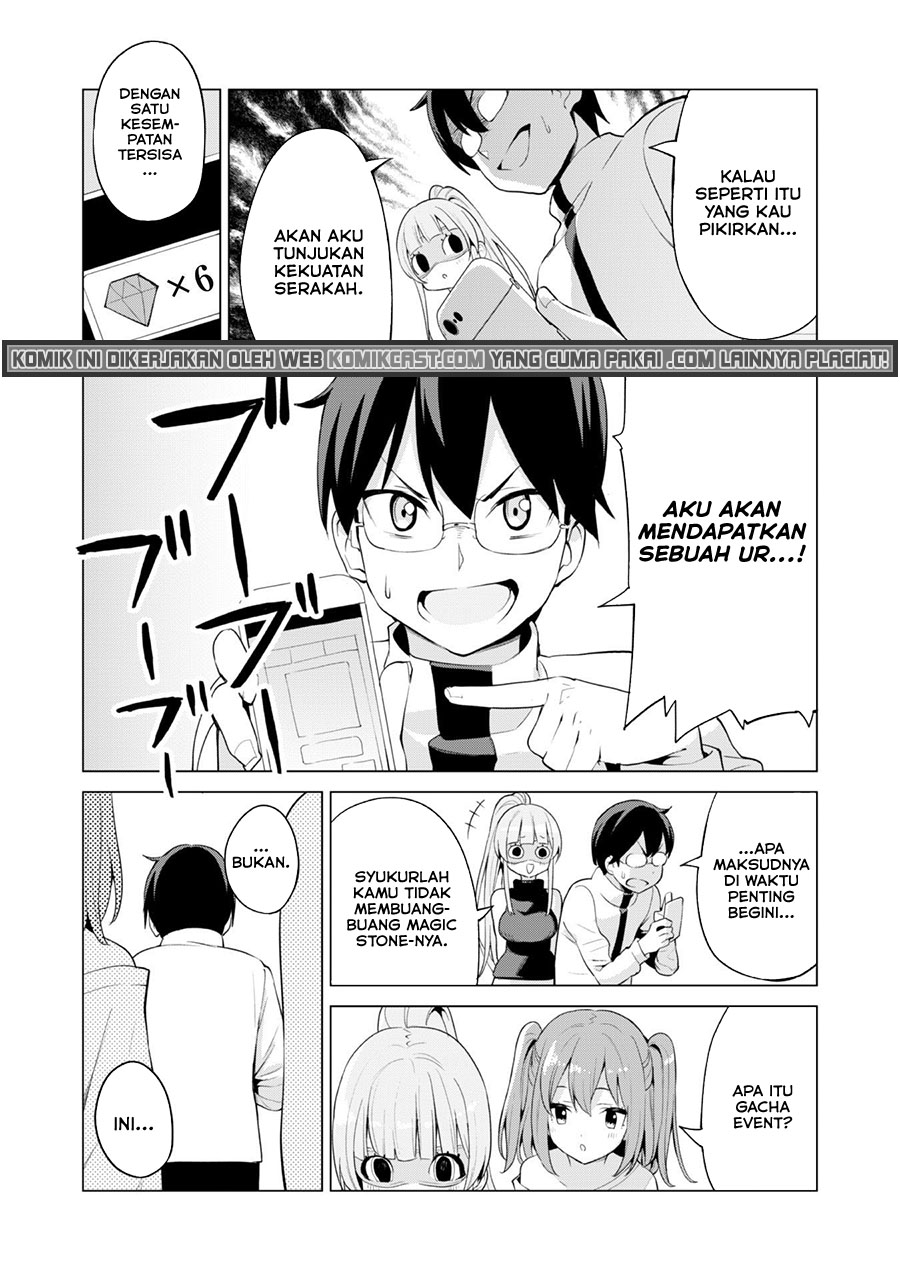 KALAU
SEPERTI ITU
YANG KAU
PIKIRKAN...
AKAN AKU
TUNJUKAN
KEKUATAN
SERAKAH.
DENGAN
SATU
KESEM-
PATAN
TERSISA
...
×6
KOMIK INI DIKERJAKAN OLEH WEB KOMIKCAST.COM YANG CUMA PAKAI .COM LAINNYA PLAGIAT!
AKU AKAN
MENDAPATKAN
SEBUAH UR...!
ブーブー
ブーブー
...APA
MAKSUDNYA
DI WAKTU
PENTING
BEGINI...
SYUKURLAH
KAMU TIDAK
MEMBUANG-
BUANG MAGIC
STONE-NYA.
APA ITU
GACHA
EVENT?
...
BUKAN.
INI...